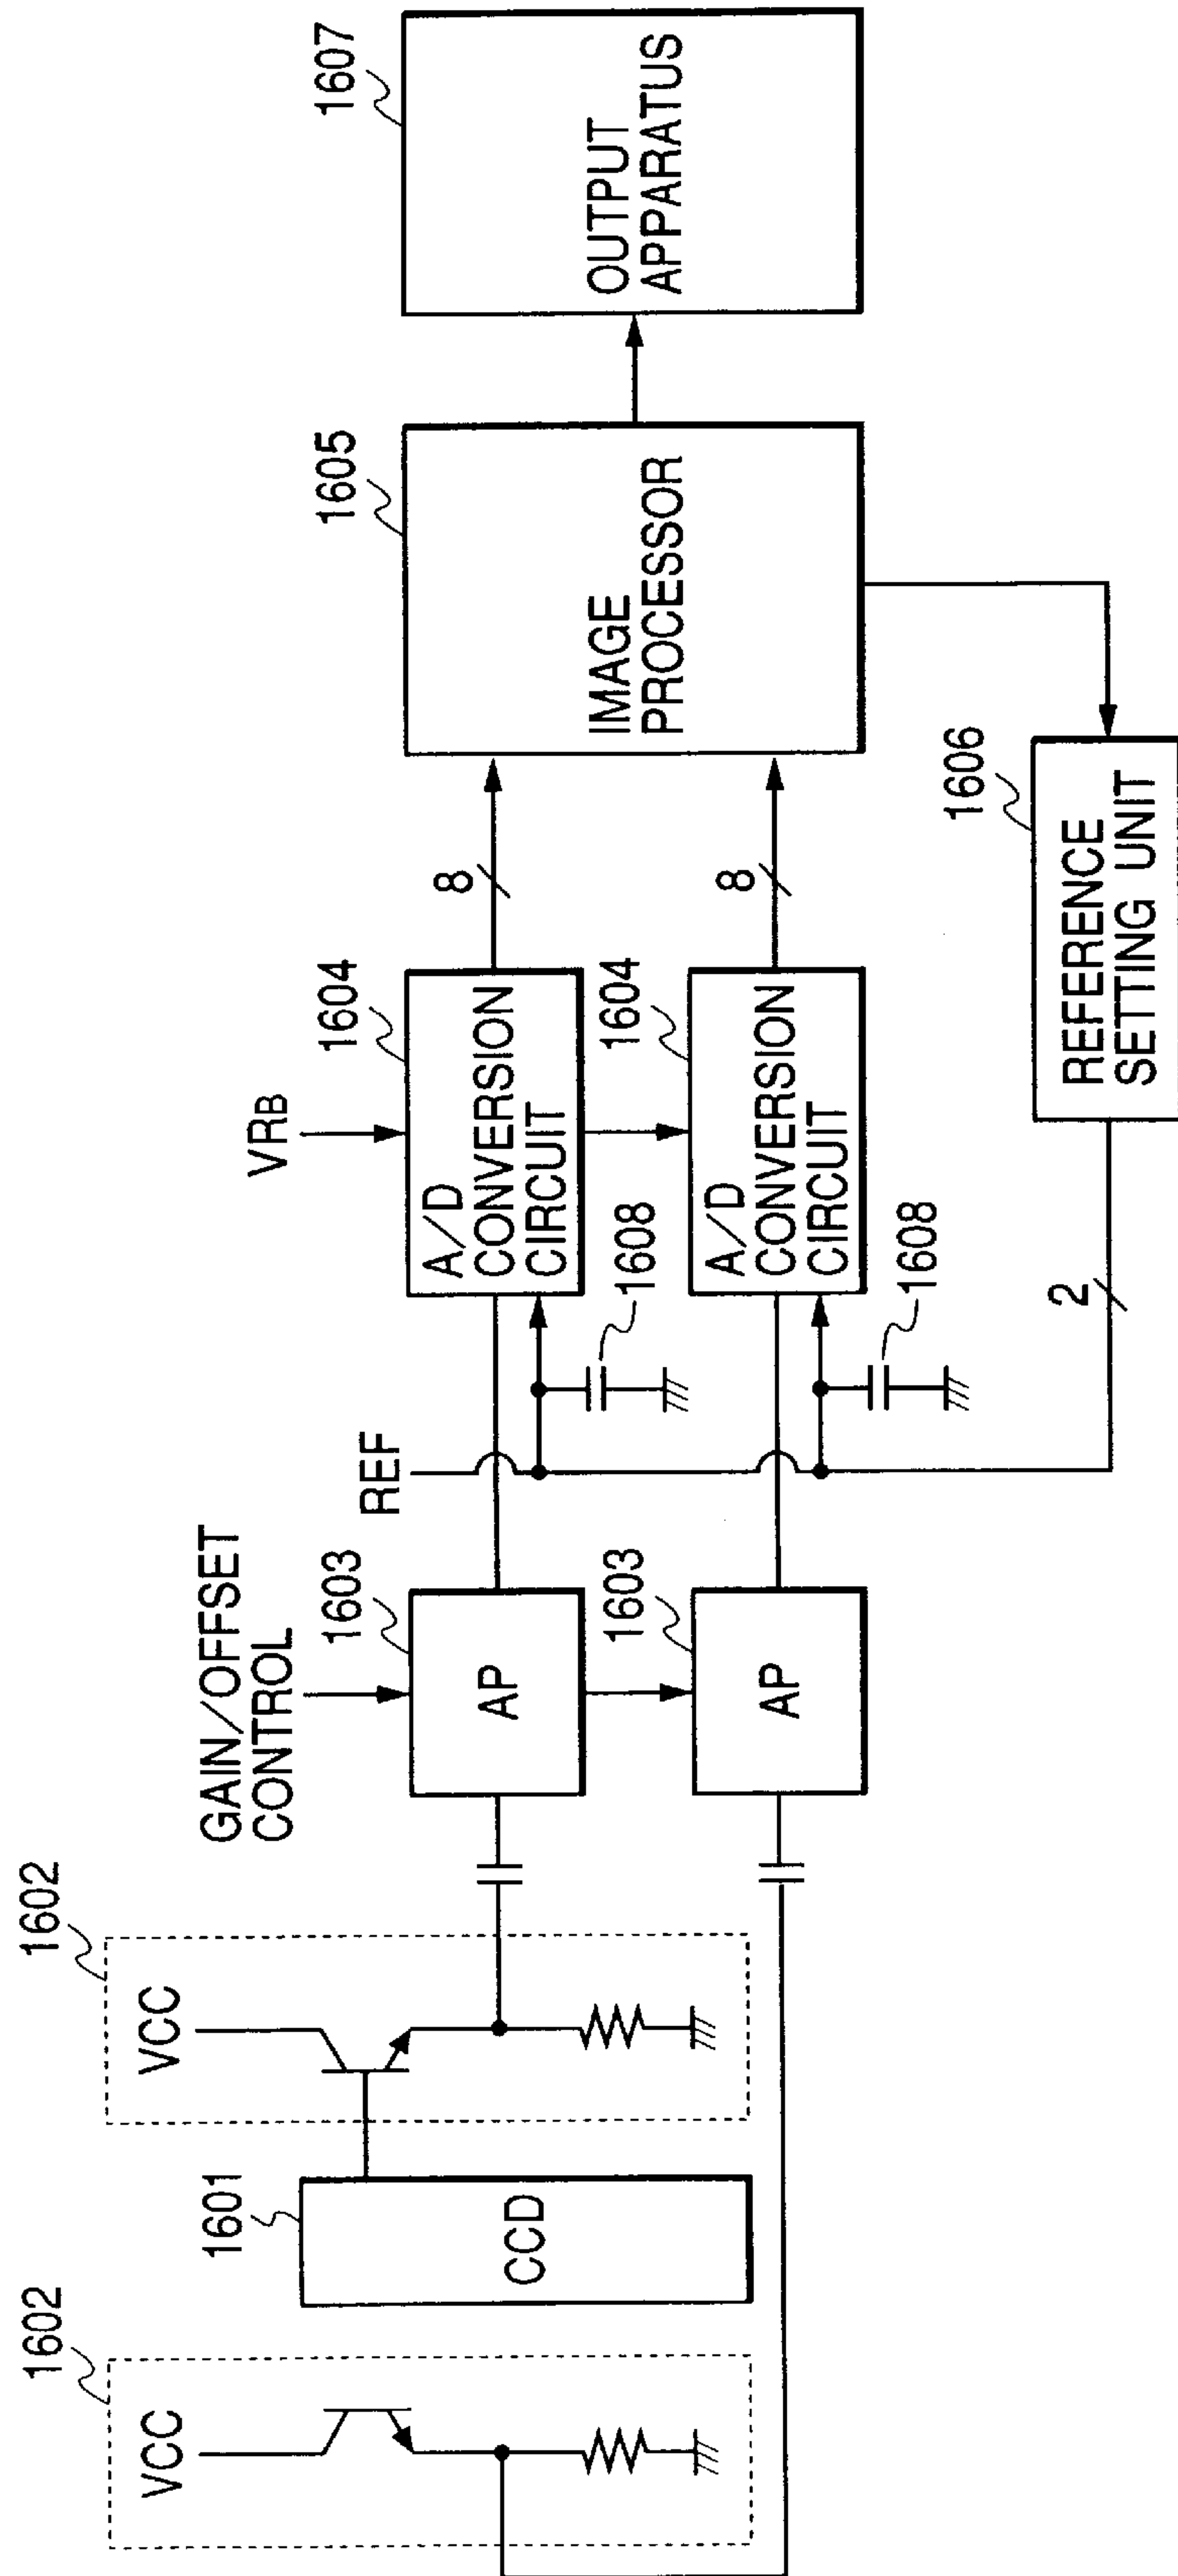 1602
VCC
1601
CCD
1602
VCC
GAIN/OFFSET
CONTROL
1603
AP
1603
AP
REF
VRB
1604
A/D
CONVERSION
CIRCUIT
1608
1604
A/D
CONVERSION
CIRCUIT
1608
8
8
2
1605
IMAGE
PROCESSOR
1606
REFERENCE
SETTING UNIT
1607
OUTPUT
APPARATUS